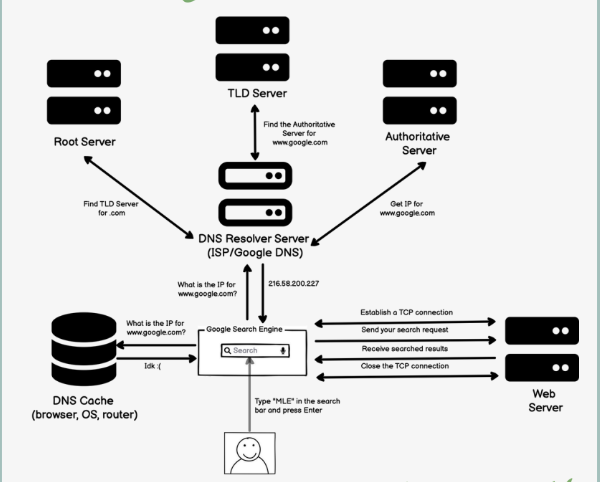 TLD Server
Root Server
Authoritative
Server
Find the Authoritative
Server for
www.google.com
Find TLD Server
for .com
Get IP for
www.google.com
DNS Resolver Server
(ISP/Google DNS)
What is the IP for
www.google.com?
216.58.200.227
What is the IP for
www.google.com?
Idk :(
Google Search Engine
Search
Establish a TCP connection
Send your search request
Receive searched results
Close the TCP connection
DNS Cache
(browser, OS, router)
Web
Server
Type "MLE" in the search
bar and press Enter